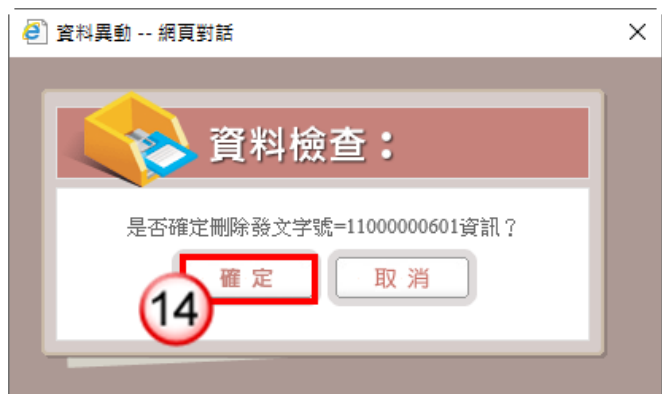 資料異動 -- 網頁對話
資料檢查：
是否確定刪除發文字號=11000000601資訊？
確定 取消
14